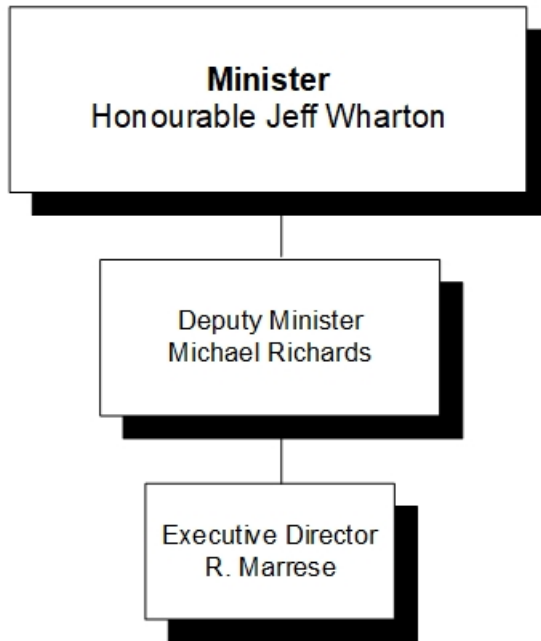 Minister
Honourable Jeff Wharton
Deputy Minister
Michael Richards
Executive Director
R. Marrese